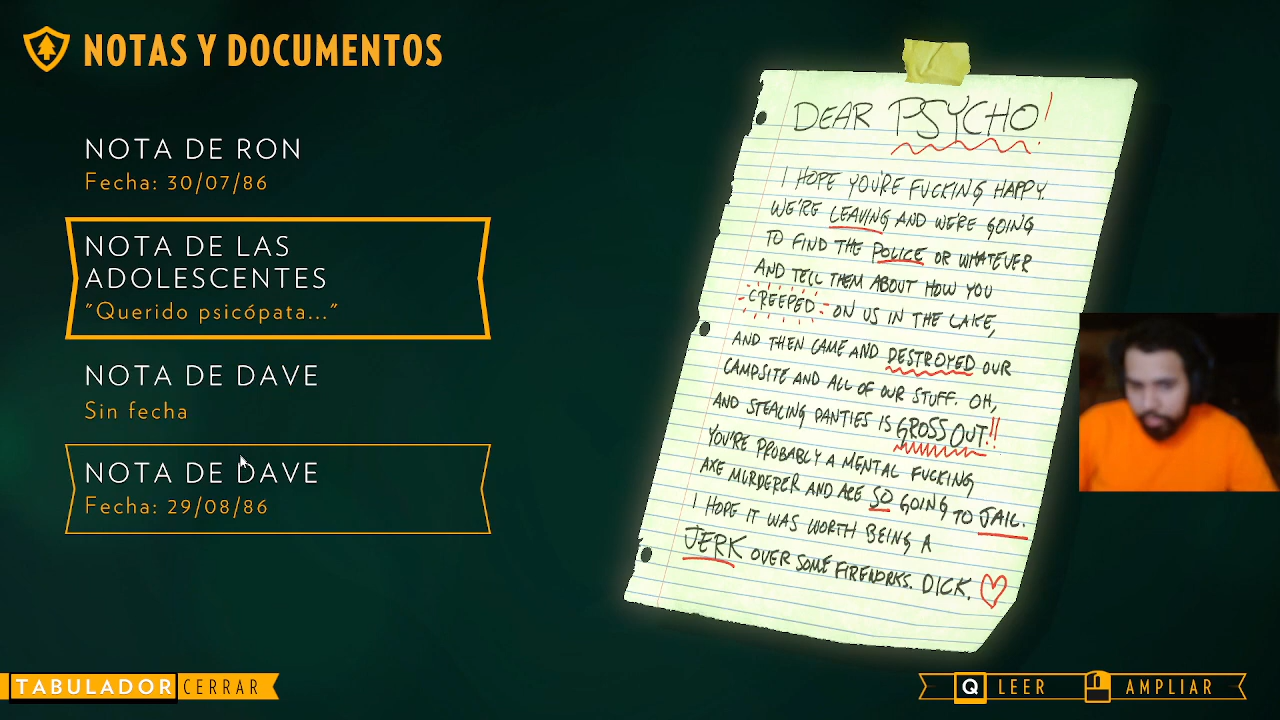 NOTAS Y DOCUMENTOS
NOTA DE RON
Fecha: 30/07/86
NOTA DE LAS
ADOLESCENTES
"Querido psicópata..."
NOTA DE DAVE
Sin fecha
NOTA DE DAVE
Fecha: 29/08/86
DEAR PSYCHO!
I HOPE YOU'RE FUCKING HAPPY.
WE'RE LEAVING AND WE'RE GOING
TO FIND THE POLICE OR WHATEVER
AND TELL THEM ABOUT HOW YOU
CREEPED ON US IN THE LAKE,
AND THEN CAME AND DESTROYED OUR
CAMPSITE AND ALL OF OUR STUFF. OH,
AND STEALING PANTIES IS GROSS OUT!!
YOU'RE PROBABLY A MENTAL FUCKING
AXE MURDERER AND ARE SO GOING TO JAIL.
I HOPE IT WAS WORTH BEING A
JERK OVER SOME FIREWORKS. DICK.
TABULADOR CERRAR
Q LEER
AMPLIAR